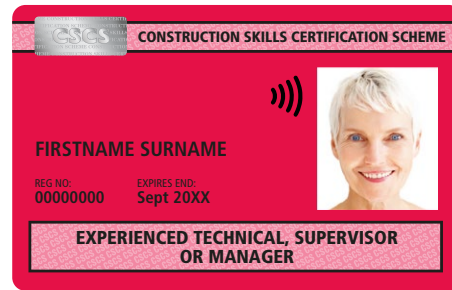 CSCS
CONSTRUCTION SKILLS CERTIFICATION SCHEME
FIRSTNAME SURNAME
REG NO:
EXPIRES END:
00000000
Sept 20XX
EXPERIENCED TECHNICAL, SUPERVISOR
OR MANAGER